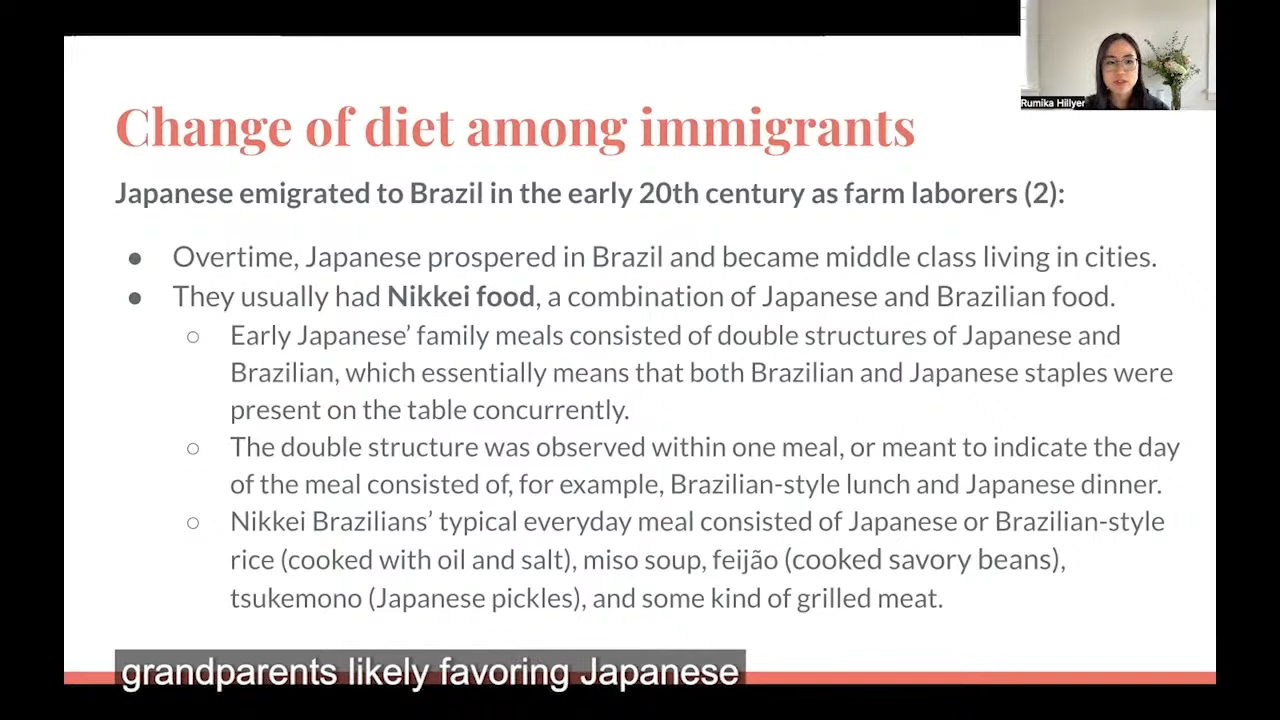 Rumika Hillyer
Change of diet among immigrants
Japanese emigrated to Brazil in the early 20th century as farm laborers (2):
● Overtime, Japanese prospered in Brazil and became middle class living in cities.
● They usually had Nikkei food, a combination of Japanese and Brazilian food.
○ Early Japanese’ family meals consisted of double structures of Japanese and
Brazilian, which essentially means that both Brazilian and Japanese staples were
present on the table concurrently.
○ The double structure was observed within one meal, or meant to indicate the day
of the meal consisted of, for example, Brazilian-style lunch and Japanese dinner.
○ Nikkei Brazilians’ typical everyday meal consisted of Japanese or Brazilian-style
rice (cooked with oil and salt), miso soup, feijão (cooked savory beans),
tsukemono (Japanese pickles), and some kind of grilled meat.
grandparents likely favoring Japanese